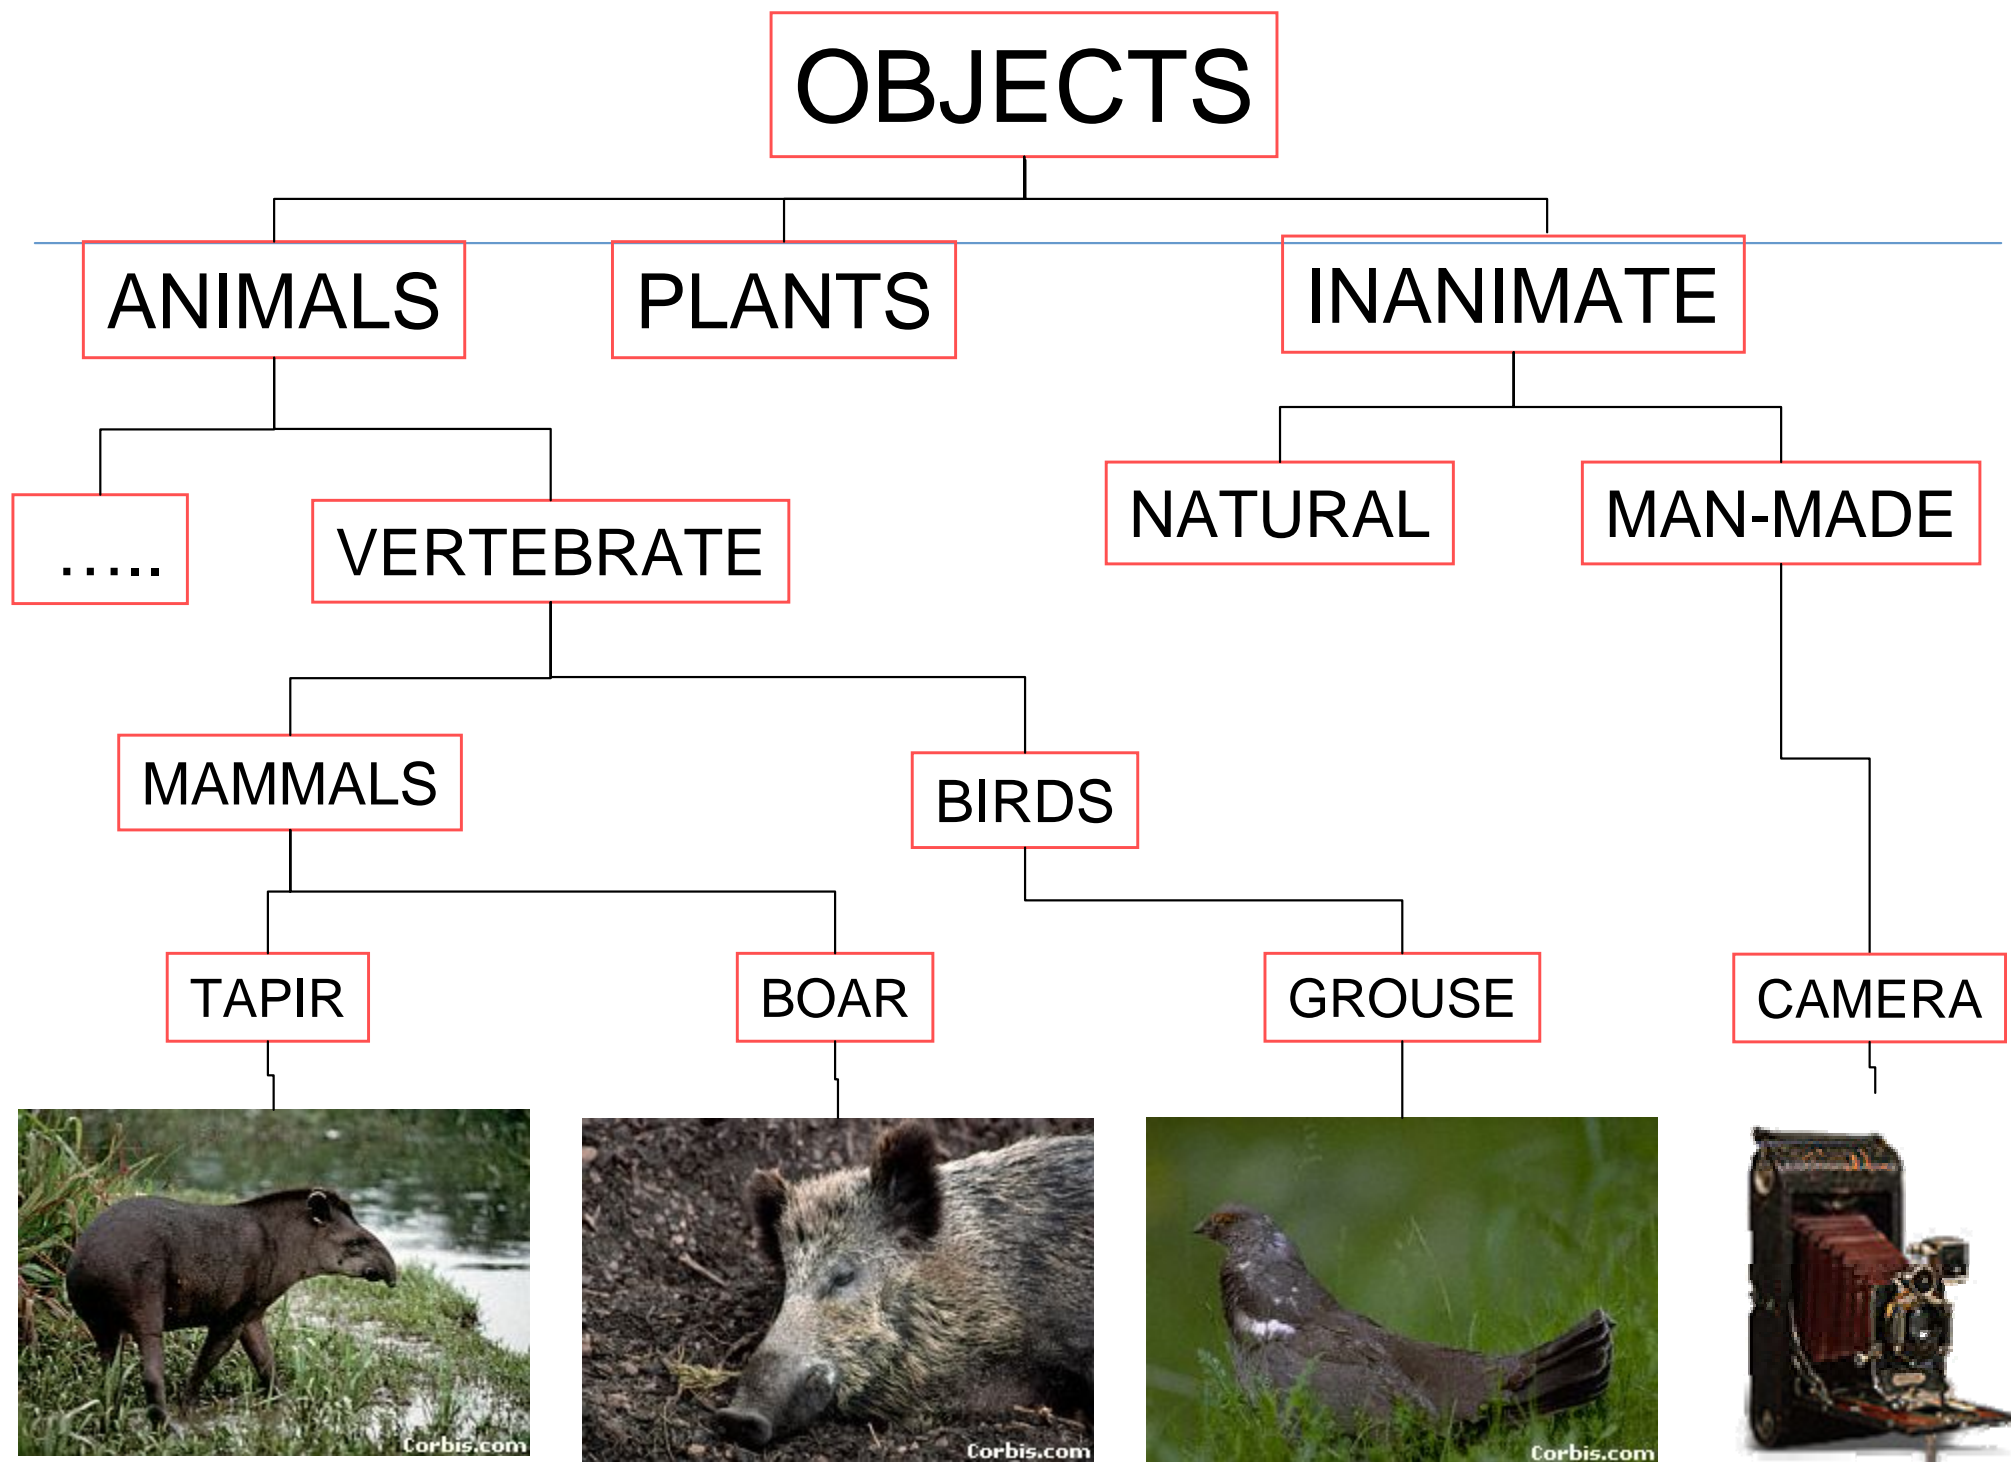 OBJECTS
ANIMALS PLANTS INANIMATE
..... VERTEBRATE NATURAL MAN-MADE
MAMMALS BIRDS
TAPIR BOAR GROUSE CAMERA
Corbis.com Corbis.com Corbis.com